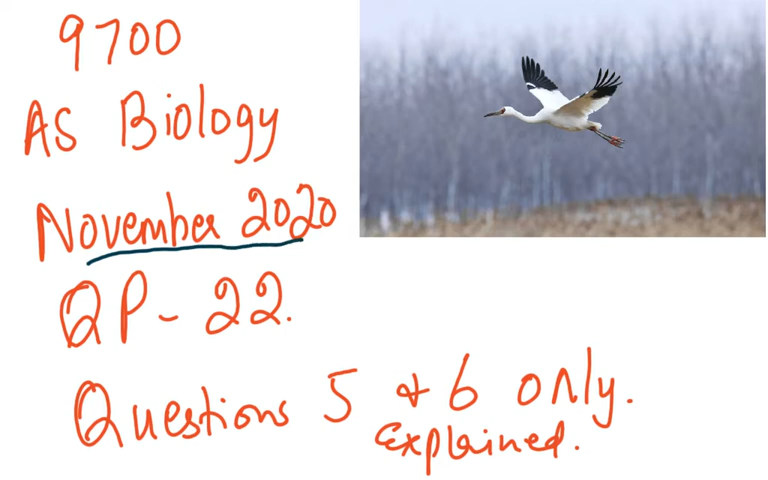 9700
AS Biology
November 2020
QP - 22.
Questions 5 & 6 only.
Explained.